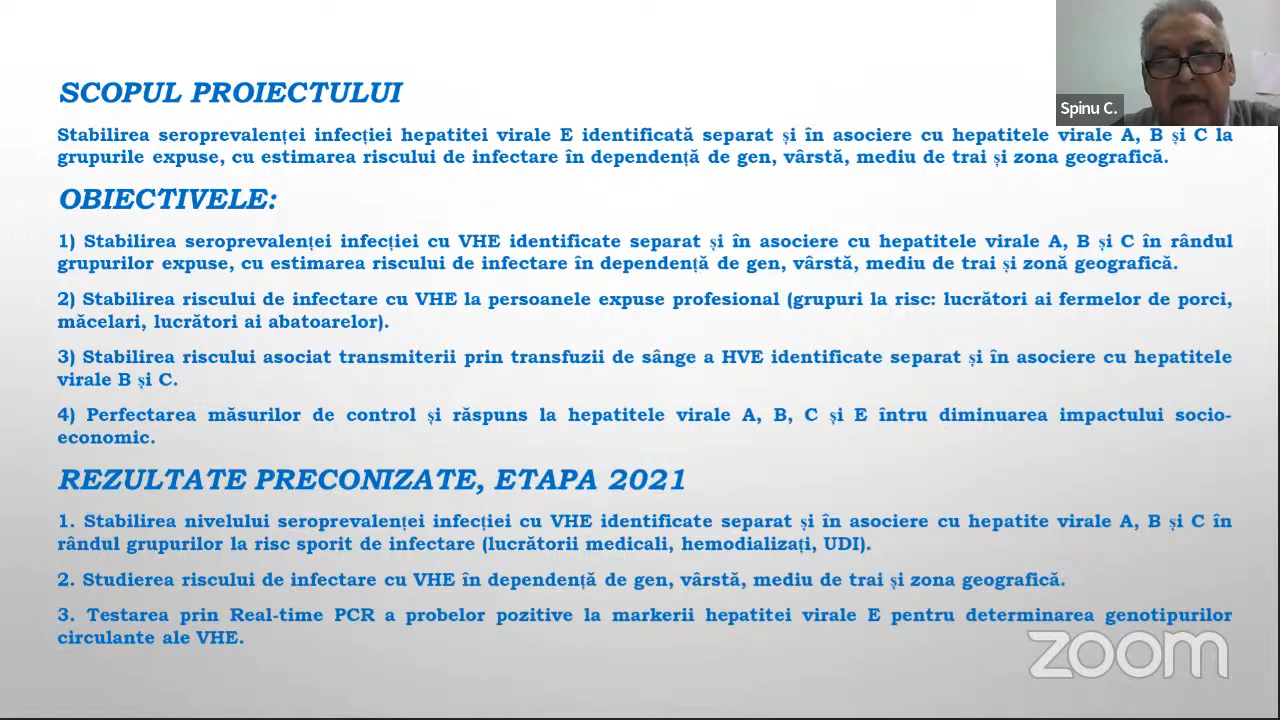 Spinu C.
SCOPUL PROIECTULUI
Stabilirea seroprevalenței infecției hepatitei virale E identificată separat și în asociere cu hepatitele virale A, B și C la
grupurile expuse, cu estimarea riscului de infectare în dependență de gen, vârstă, mediu de trai și zona geografică.
OBIECTIVELE:
1) Stabilirea seroprevalenței infecției cu VHE identificate separat și în asociere cu hepatitele virale A, B și C în rândul
grupurilor expuse, cu estimarea riscului de infectare în dependență de gen, vârstă, mediu de trai și zonă geografică.
2) Stabilirea riscului de infectare cu VHE la persoanele expuse profesional (grupuri la risc: lucrători ai fermelor de porci,
măcelari, lucrători ai abatoarelor).
3) Stabilirea riscului asociat transmiterii prin transfuzii de sânge a HVE identificate separat și în asociere cu hepatitele
virale B și C.
4) Perfectarea măsurilor de control și răspuns la hepatitele virale A, B, C și E întru diminuarea impactului socio-
economic.
REZULTATE PRECONIZATE, ETAPA 2021
1. Stabilirea nivelului seroprevalenței infecției cu VHE identificate separat și în asociere cu hepatite virale A, B și C în
rândul grupurilor la risc sporit de infectare (lucrătorii medicali, hemodializați, UDI).
2. Studierea riscului de infectare cu VHE în dependență de gen, vârstă, mediu de trai și zona geografică.
3. Testarea prin Real-time PCR a probelor pozitive la markerii hepatitei virale E pentru determinarea genotipurilor
circulante ale VHE.
zoom